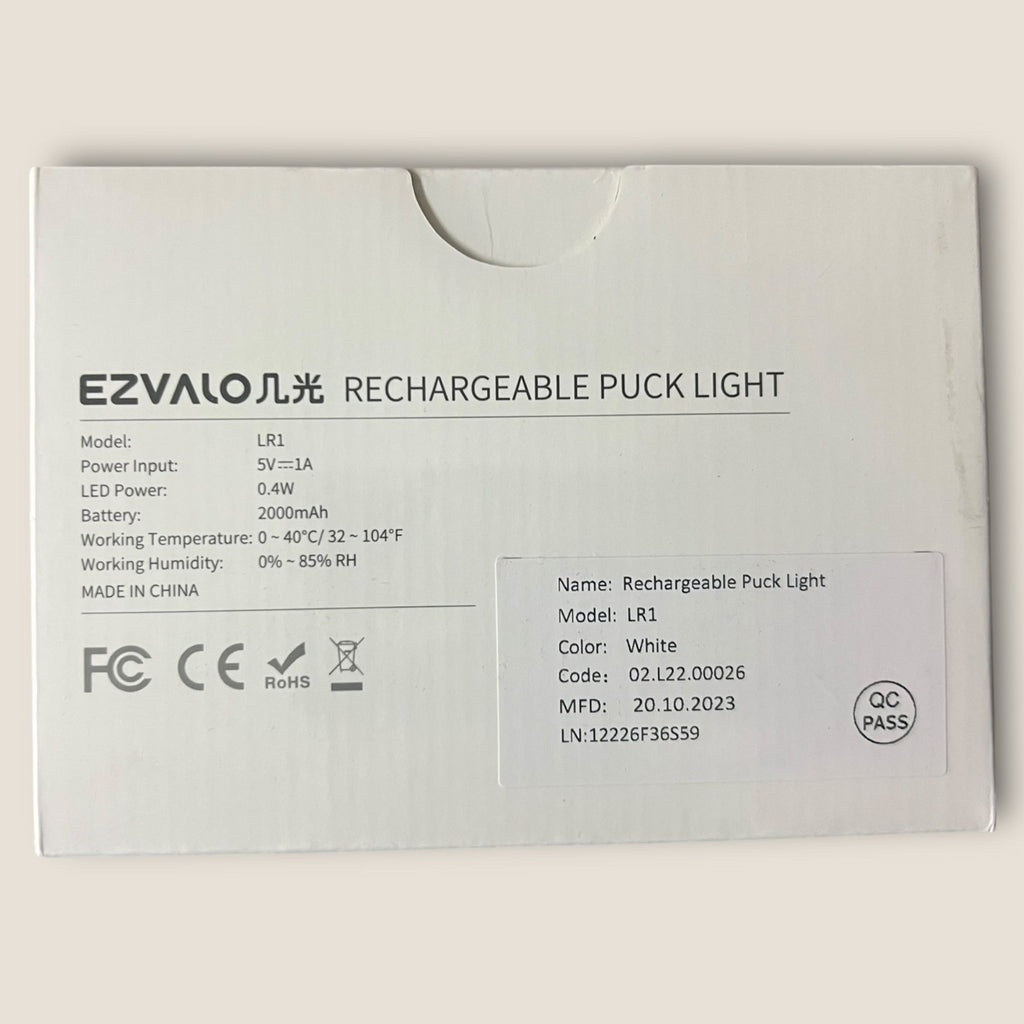 EZVALO几光 RECHARGEABLE PUCK LIGHT
Model: LR1
Power Input: 5V⎓1A
LED Power: 0.4W
Battery: 2000mAh
Working Temperature: 0 ~ 40°C/ 32 ~ 104°F
Working Humidity: 0% ~ 85% RH
MADE IN CHINA
FC CE RoHS
Name: Rechargeable Puck Light
Model: LR1
Color: White
Code: 02.L22.00026
MFD: 20.10.2023
LN:12226F36S59
QC
PASS